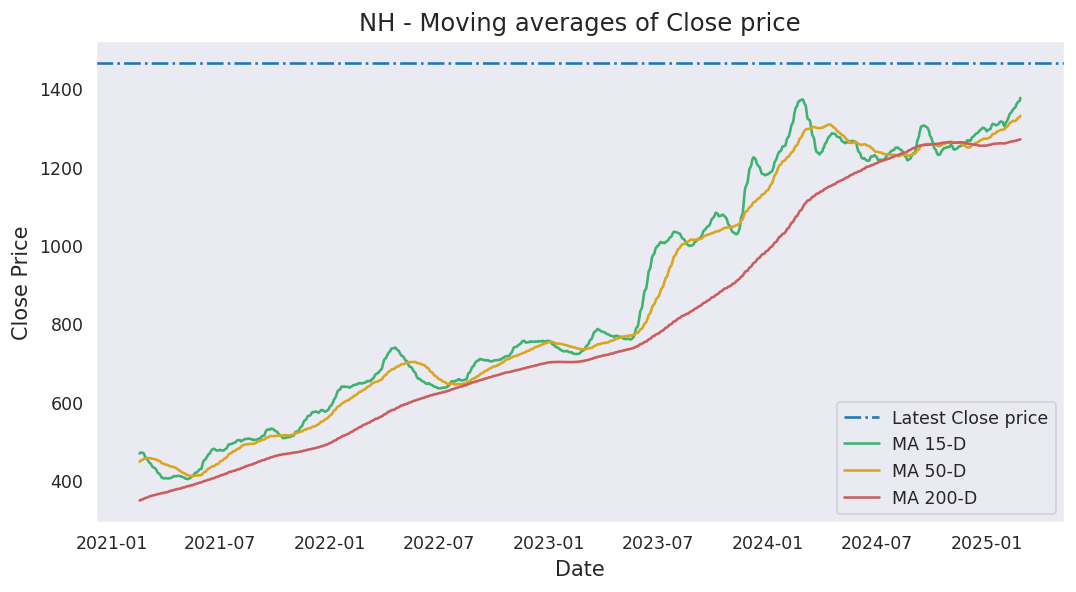 NH - Moving averages of Close price
Close Price
1400
1200
1000
800
600
400
Latest Close price
MA 15-D
MA 50-D
MA 200-D
2021-01 2021-07 2022-01 2022-07 2023-01 2023-07 2024-01 2024-07 2025-01
Date